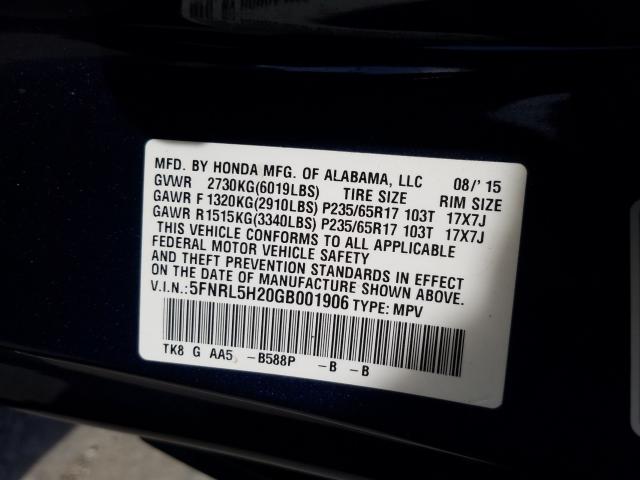 MFD. BY HONDA MFG. OF ALABAMA, LLC 08/'15
GVWR 2730KG(6019LBS) TIRE SIZE RIM SIZE
GAWR F 1320KG(2910LBS) P235/65R17 103T 17X7J
GAWR R 1515KG(3340LBS) P235/65R17 103T 17X7J
THIS VEHICLE CONFORMS TO ALL APPLICABLE
FEDERAL MOTOR VEHICLE SAFETY
AND THEFT PREVENTION STANDARDS IN EFFECT
ON THE DATE OF MANUFACTURE SHOWN ABOVE.
V.I.N.: 5FNRL5H20GB001906 TYPE: MPV
TK8 G AA5 -B588P -B -B